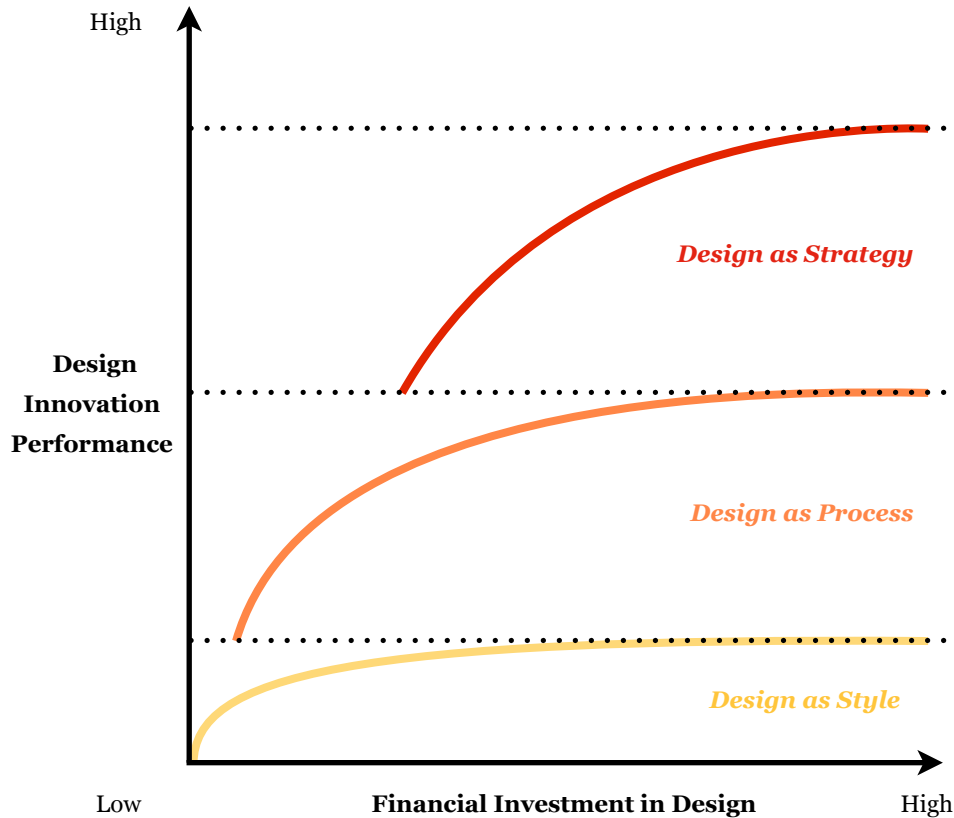 High
Design as Strategy
Design
Innovation
Performance
Design as Process
Design as Style
Low
Financial Investment in Design
High